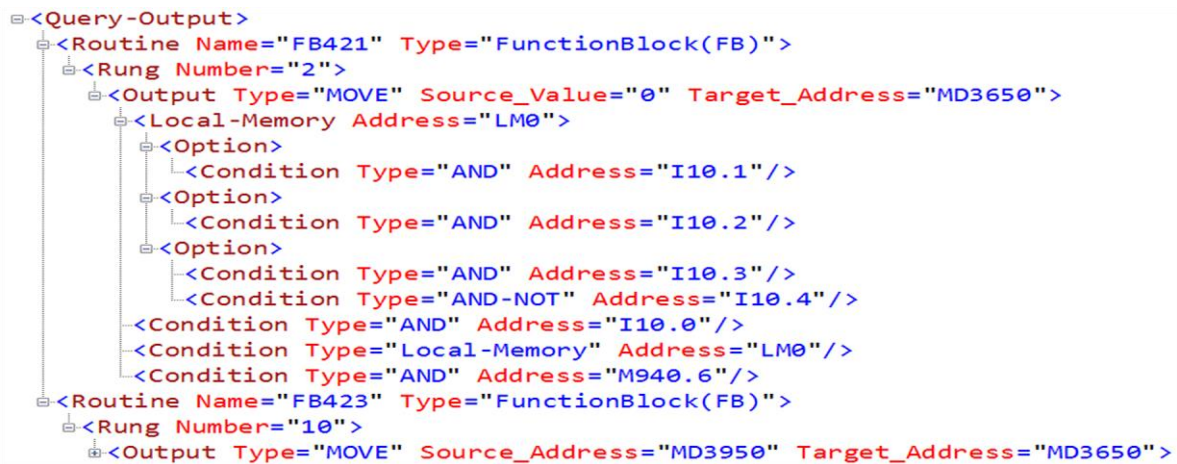 <Query-Output>
<Routine Name="FB421" Type="FunctionBlock(FB)">
<Rung Number="2">
<Output Type="MOVE" Source_Value="0" Target_Address="MD3650">
<Local-Memory Address="LM0">
<Option>
<Condition Type="AND" Address="I10.1"/>
<Option>
<Condition Type="AND" Address="I10.2"/>
<Option>
<Condition Type="AND" Address="I10.3"/>
<Condition Type="AND-NOT" Address="I10.4"/>
<Condition Type="AND" Address="I10.0"/>
<Condition Type="Local-Memory" Address="LM0"/>
<Condition Type="AND" Address="M940.6"/>
<Routine Name="FB423" Type="FunctionBlock(FB)">
<Rung Number="10">
<Output Type="MOVE" Source_Address="MD3950" Target_Address="MD3650">